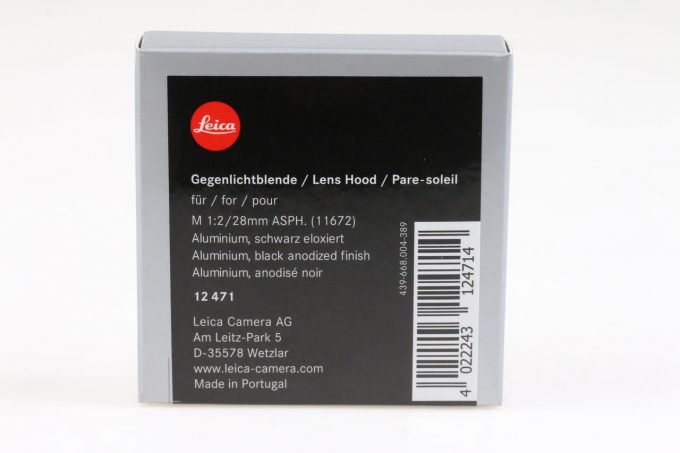 Leica
Gegenlichtblende / Lens Hood / Pare-soleil
für / for / pour
M 1:2/28mm ASPH. (11672)
Aluminium, schwarz eloxiert
Aluminium, black anodized finish
Aluminium, anodisé noir
12 471
Leica Camera AG
Am Leitz-Park 5
D-35578 Wetzlar
www.leica-camera.com
Made in Portugal
439-668.004-389
4 022243 124714